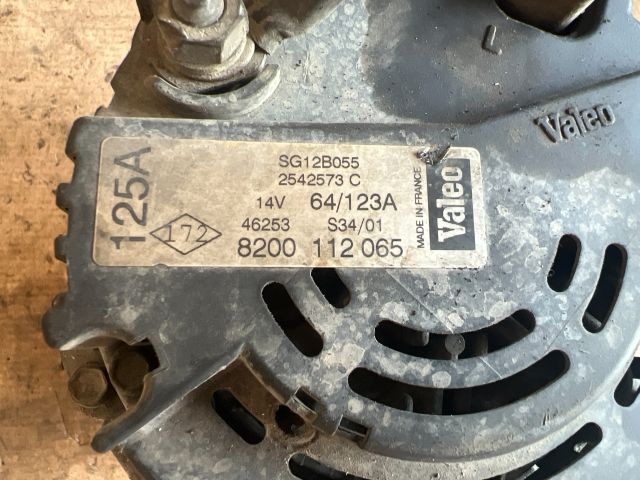 L
Valeo
125A
172
SG12B055
2542573 C
14V 64/123A
46253 S34/01
8200 112 065
MADE IN FRANCE
Valeo